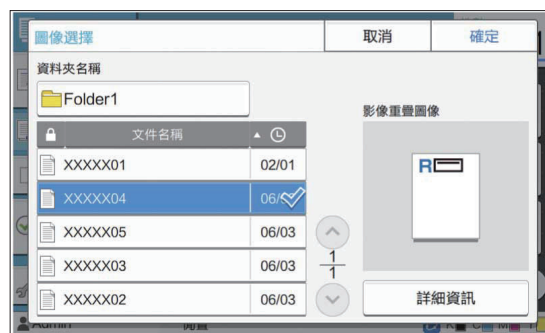 圖像選擇
取消
確定
資料夾名稱
Folder1
影像重疊圖像
文件名稱
XXXXX01 02/01
R
XXXXX04 06/
XXXXX05 06/03
XXXXX03 06/03
1
1
XXXXX02 06/03
詳細資訊
Admin